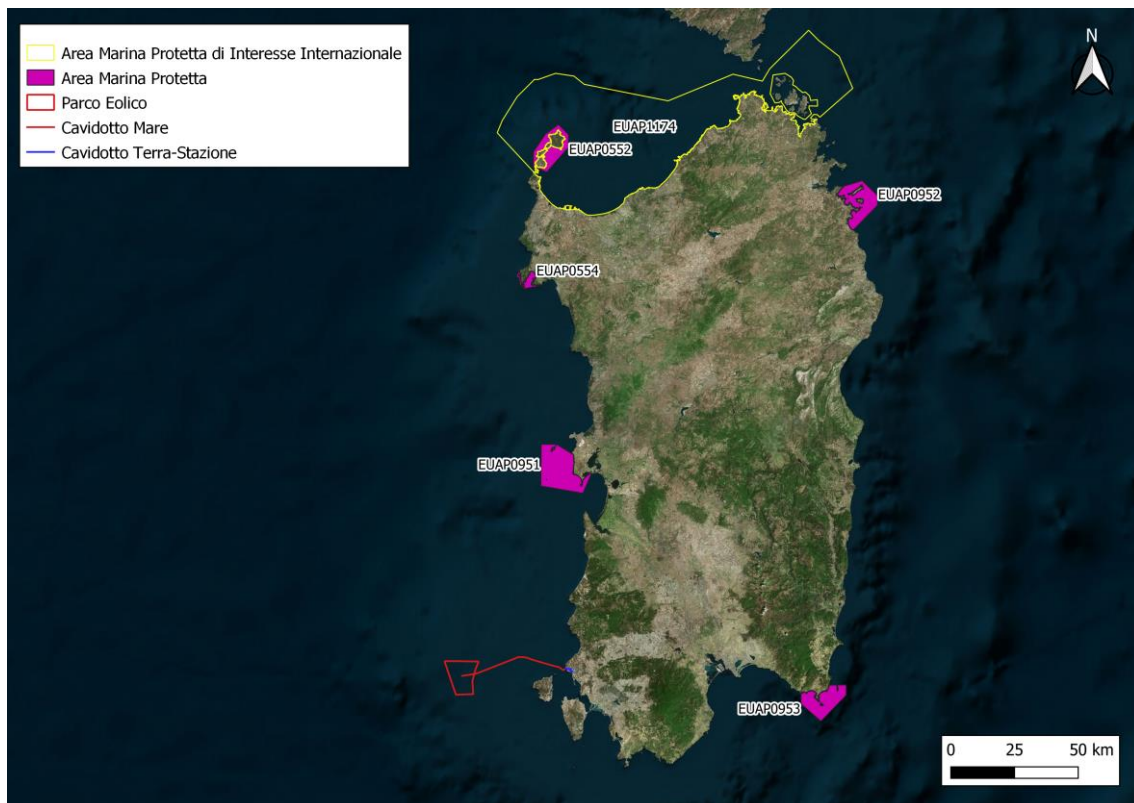 Area Marina Protetta di Interesse Internazionale
Area Marina Protetta
Parco Eolico
Cavidotto Mare
Cavidotto Terra-Stazione
N
EUAP1174
EUAP0552
EUAP0952
EUAP0554
EUAP0951
EUAP0953
0 25 50 km